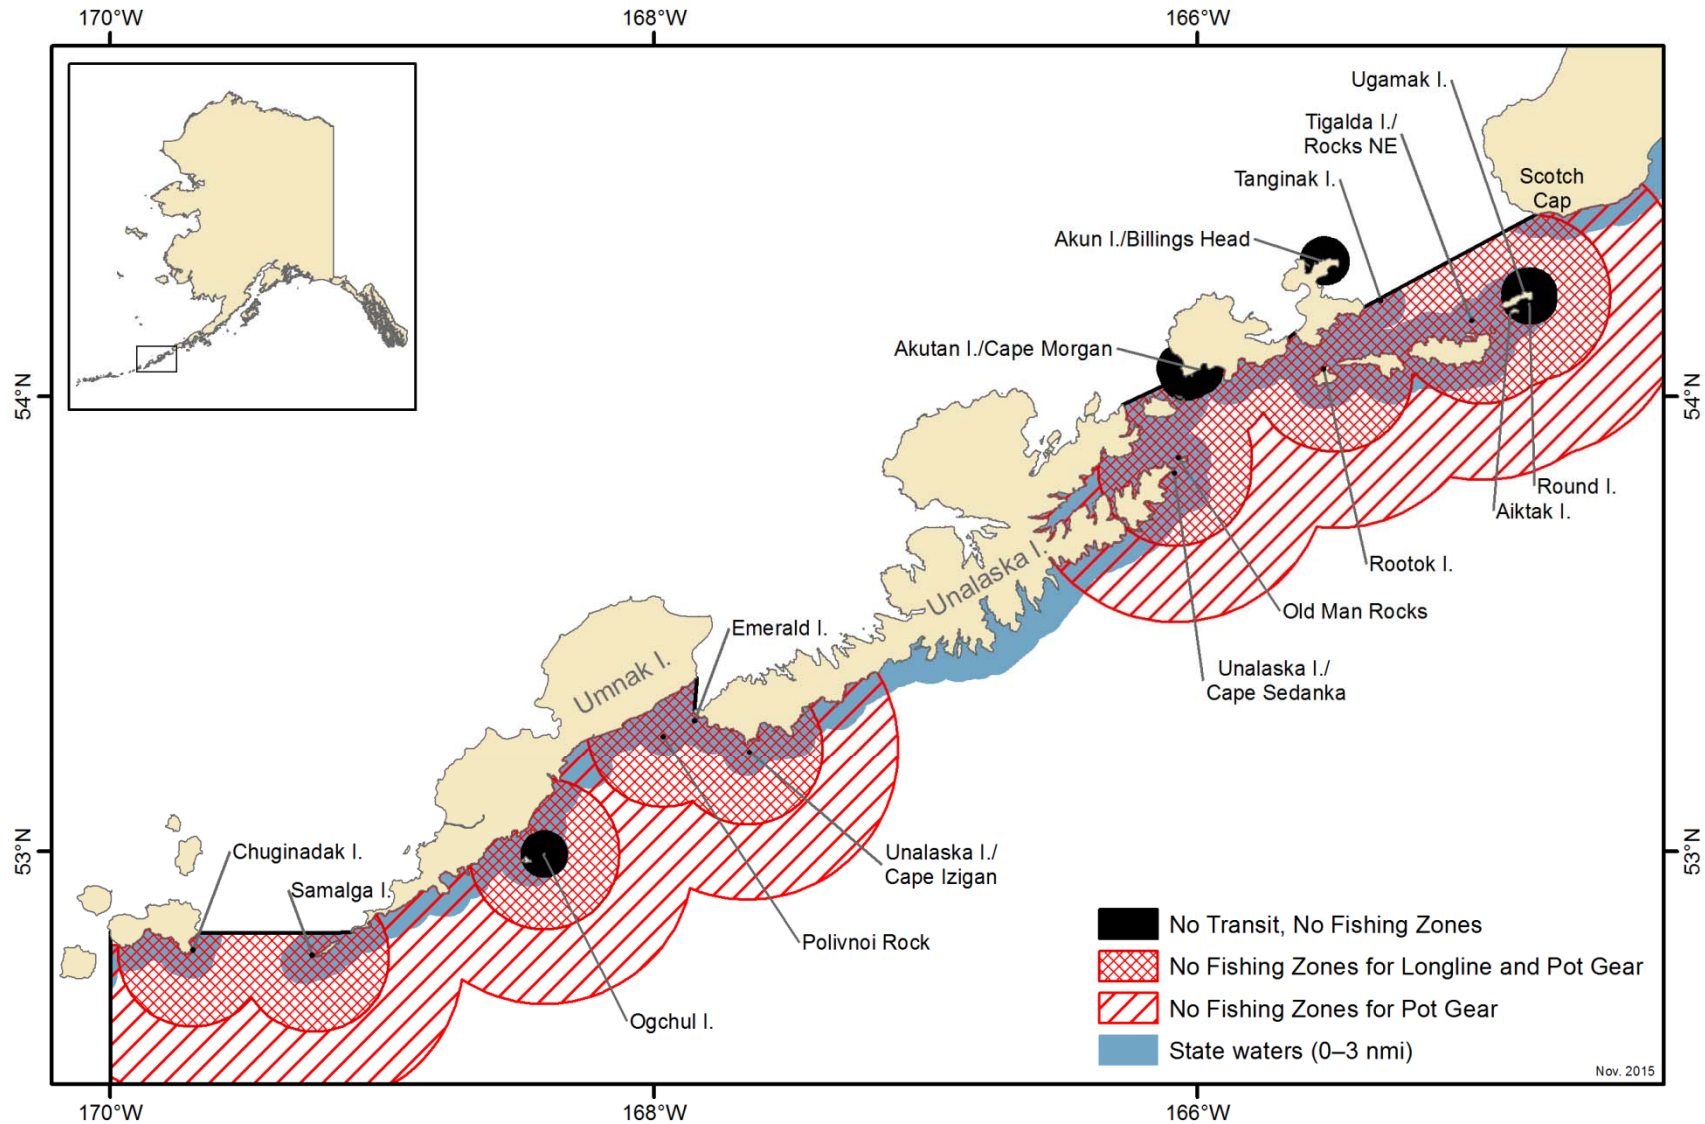 170°W
168°W
166°W
Ugamak I.
Tigalda I./
Rocks NE
Tanginak I.
Scotch
Cap
Akun I./Billings Head
Akutan I./Cape Morgan
54°N
54°N
Round I.
Aiktak I.
Rootok I.
Unalaska I.
Old Man Rocks
Emerald I.
Unalaska I./
Cape Sedanka
Umnak I.
53°N
53°N
Chuginadak I.
Samalga I.
Unalaska I./
Cape Izigan
Polivnoi Rock
Ogchul I.
No Transit, No Fishing Zones
No Fishing Zones for Longline and Pot Gear
No Fishing Zones for Pot Gear
State waters (0–3 nmi)
Nov. 2015
170°W
168°W
166°W